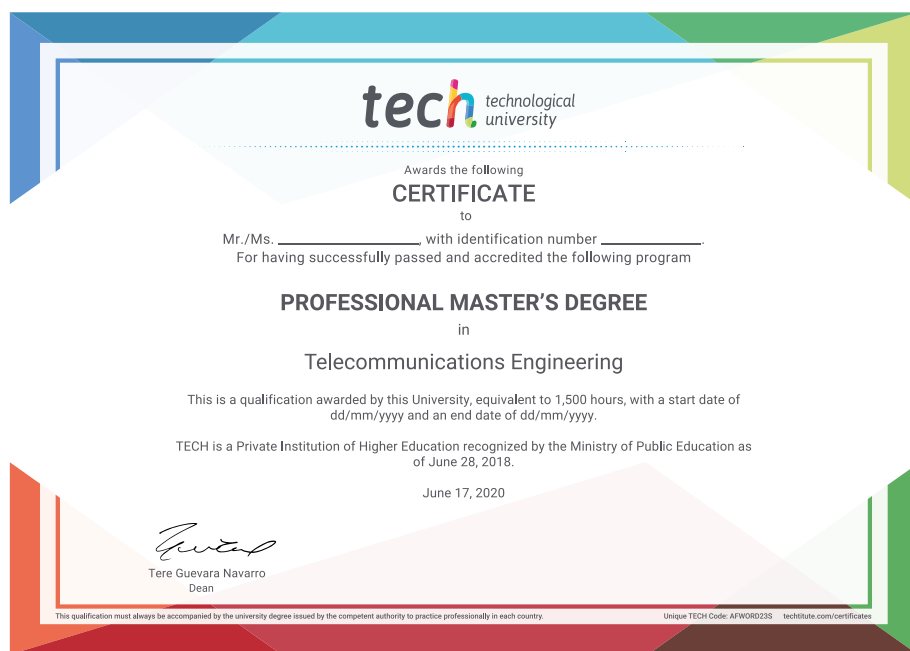 tech technological
university
Awards the following
CERTIFICATE
to
Mr./Ms. ____________________, with identification number ______________.
For having successfully passed and accredited the following program
PROFESSIONAL MASTER'S DEGREE
in
Telecommunications Engineering
This is a qualification awarded by this University, equivalent to 1,500 hours, with a start date of
dd/mm/yyyy and an end date of dd/mm/yyyy.
TECH is a Private Institution of Higher Education recognized by the Ministry of Public Education as
of June 28, 2018.
June 17, 2020
Tere Guevara Navarro
Dean
This qualification must always be accompanied by the university degree issued by the competent authority to practice professionally in each country. Unique TECH Code: AFWORD23S techtitute.com/certificates